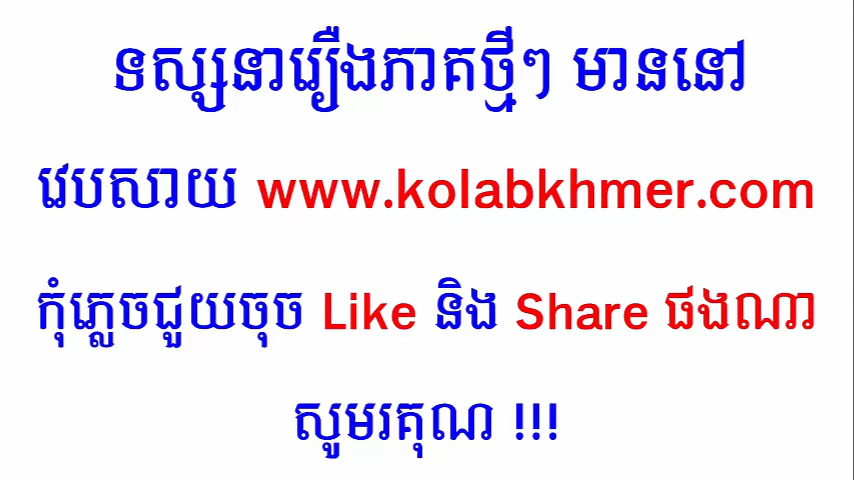 ទស្សនារឿងភាគថ្មីៗ មាននៅ
វេបសាយ www.kolabkhmer.com
កុំភ្លេចជួយចុច Like និង Share ផងណា
សូមរគុណ !!!